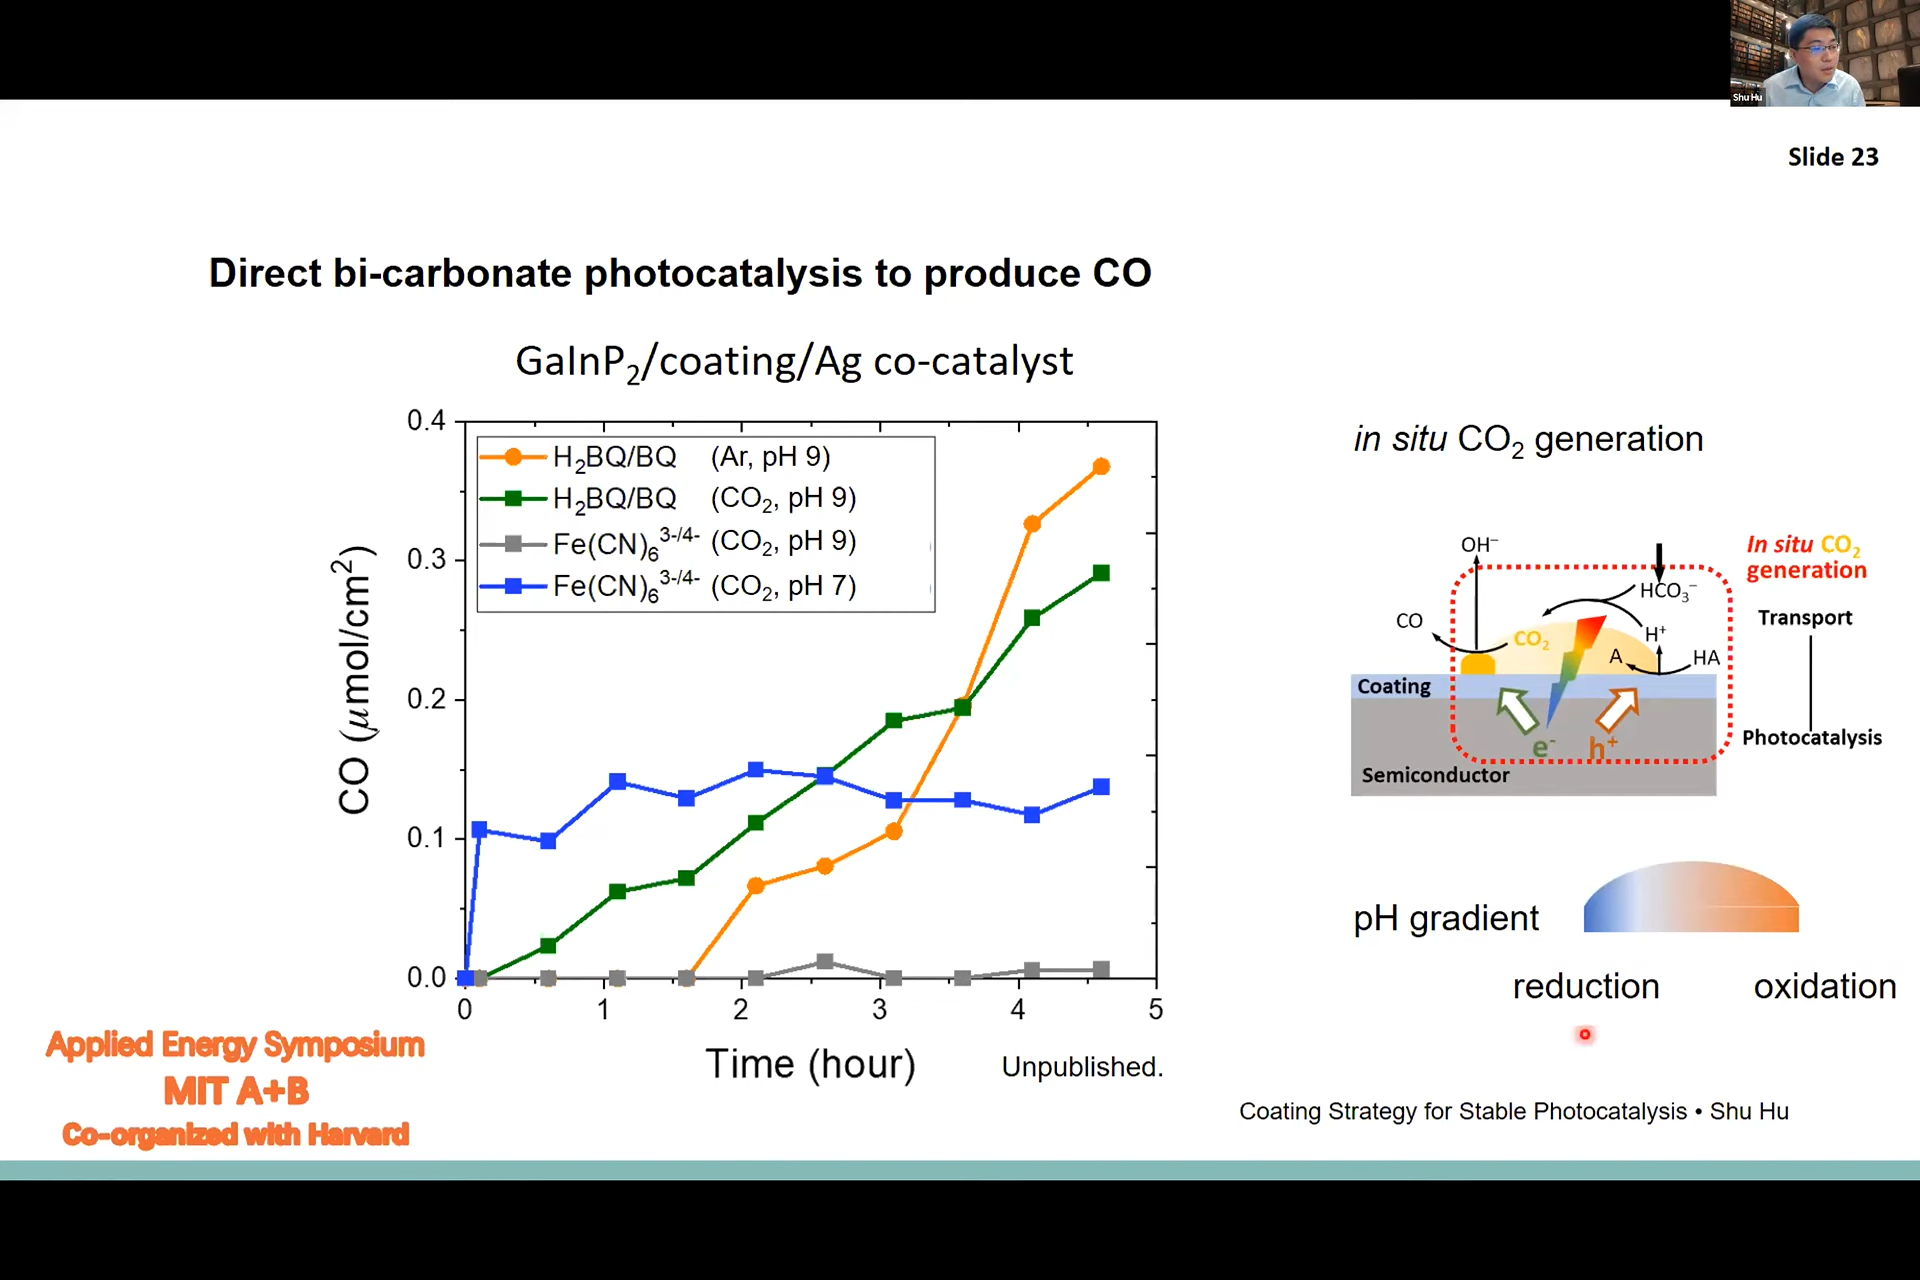 Shu Hu
Slide 23
Direct bi-carbonate photocatalysis to produce CO
GaInP2/coating/Ag co-catalyst
CO (μmol/cm2)
0.4
0.3
0.2
0.1
0.0
H2BQ/BQ (Ar, pH 9)
H2BQ/BQ (CO2, pH 9)
Fe(CN)6 3-/4- (CO2, pH 9)
Fe(CN)6 3-/4- (CO2, pH 7)
0 1 2 3 4 5
Time (hour)
Unpublished.
in situ CO2 generation
OH−
HCO3−
In situ CO2
generation
CO
CO2
H+
A
HA
Transport
Coating
e-
h+
Photocatalysis
Semiconductor
pH gradient
reduction
oxidation
Applied Energy Symposium
MIT A+B
Co-organized with Harvard
Coating Strategy for Stable Photocatalysis • Shu Hu